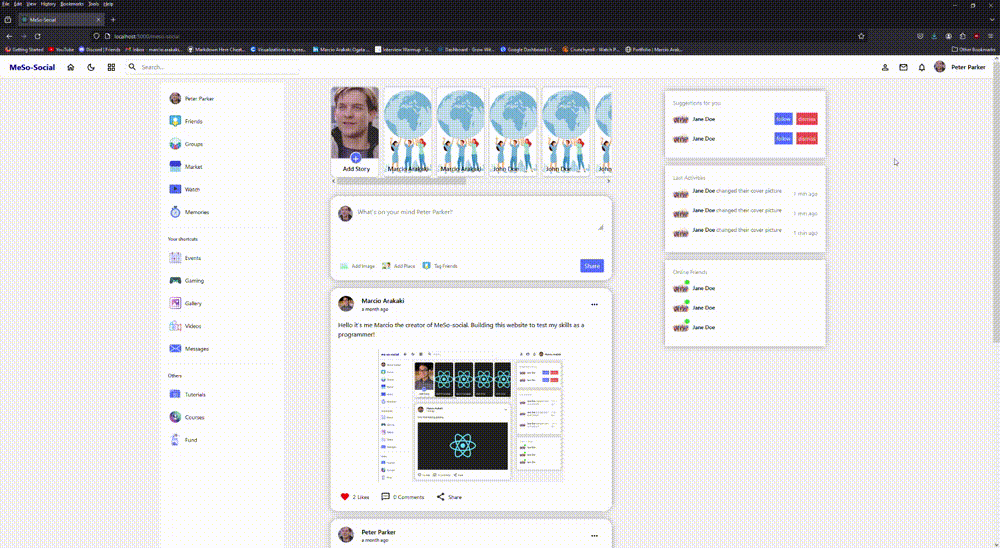 File Edit View History Bookmarks Tools Help
MeSo-Social
localhost:3000/meso-social
Getting Started YouTube Discord | Friends Inbox - marcio.arakaki... Markdown Here Cheat... Visualizations in sprea... Marcio Arakaki Ogata ... Interview Warmup - G... Dashboard - Grow Wit... Google Dashboard | C... Crunchyroll - Watch P... Portfolio | Marcio Arak... Other Bookmarks
MeSo-Social Search... Peter Parker
Peter Parker
Friends
Groups
Market
Watch
Memories
Your shortcuts
Events
Gaming
Gallery
Videos
Messages
Others
Tutorials
Courses
Fund
Add Story Marcio Arakaki Marcio Arakaki John Doe John Doe John
What's on your mind Peter Parker?
Add Image Add Place Tag Friends Share
Marcio Arakaki
a month ago
Hello it's me Marcio the creator of MeSo-social. Building this website to test my skills as a
programmer!
2 Likes 0 Comments Share
Peter Parker
a month ago
Suggestions for you
Jane Doe follow dismiss
Jane Doe follow dismiss
Last Activities
Jane Doe changed their cover picture 1 min ago
Jane Doe changed their cover picture 1 min ago
Jane Doe changed their cover picture 1 min ago
Online Friends
Jane Doe
Jane Doe
Jane Doe